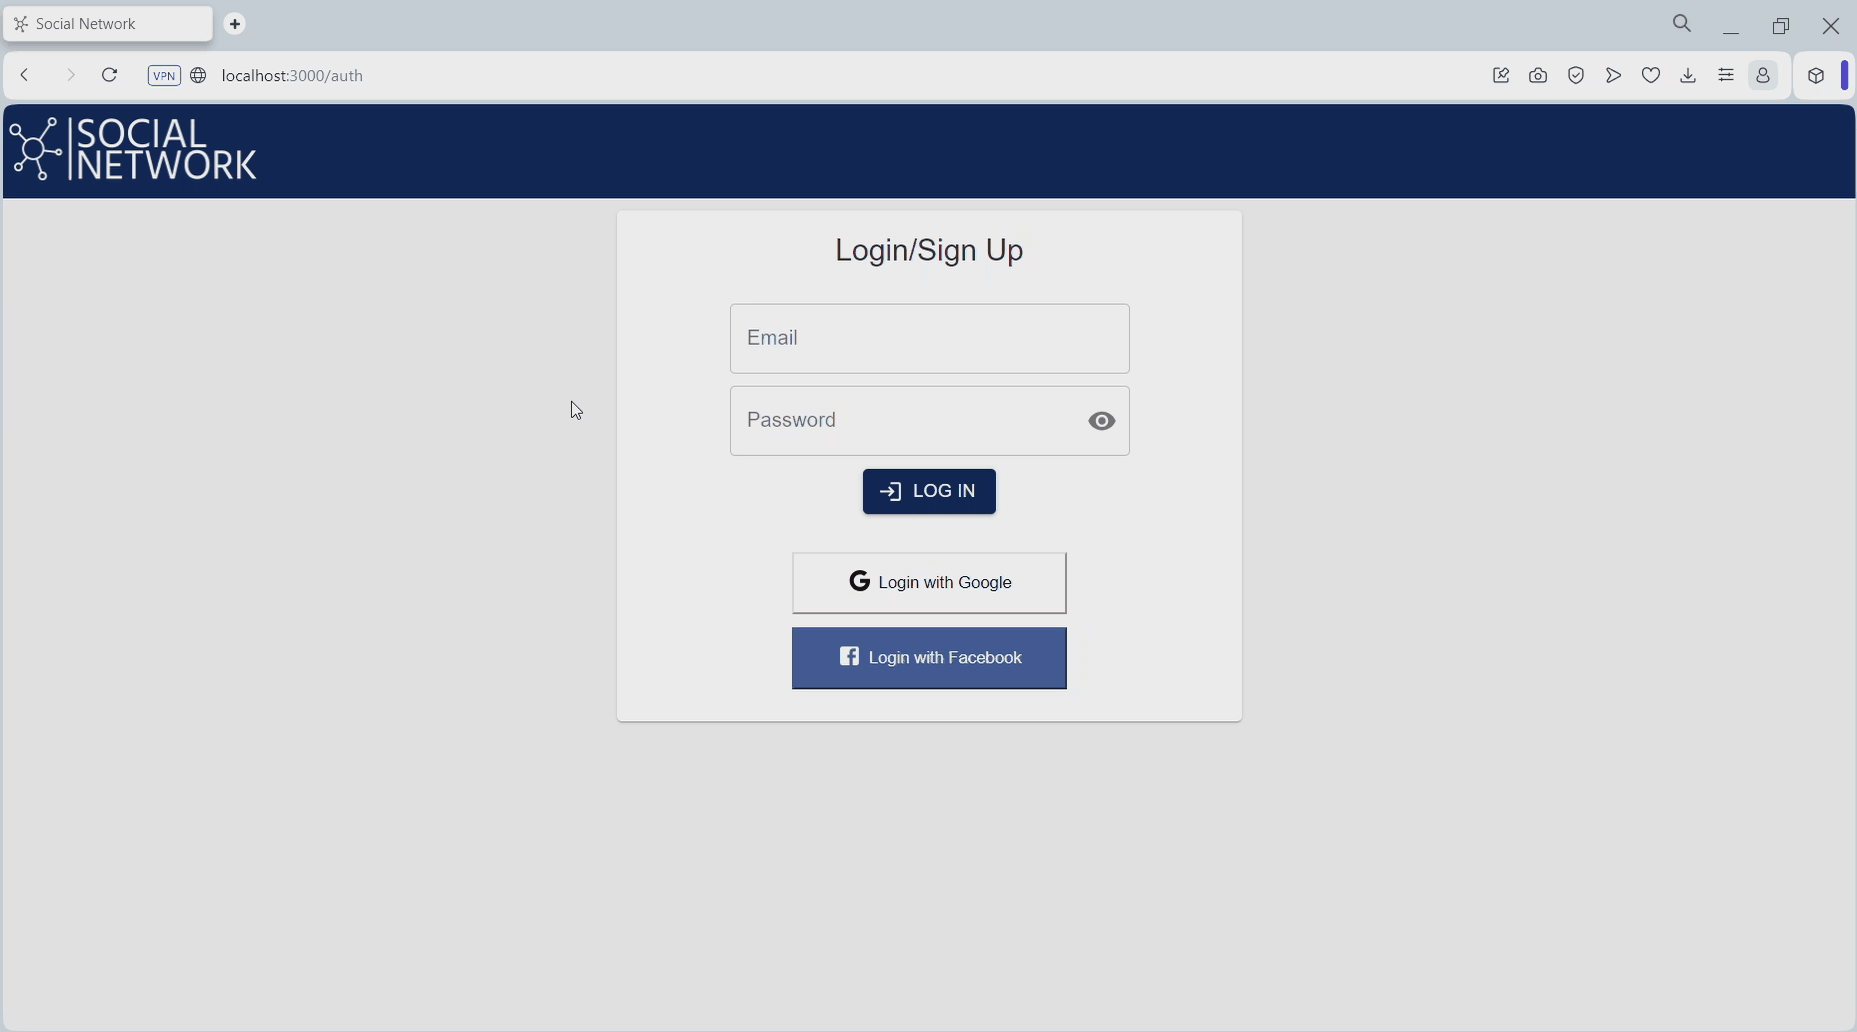 Social Network
VPN localhost:3000/auth
SOCIAL
NETWORK
Login/Sign Up
Email
Password
LOG IN
G Login with Google
f Login with Facebook